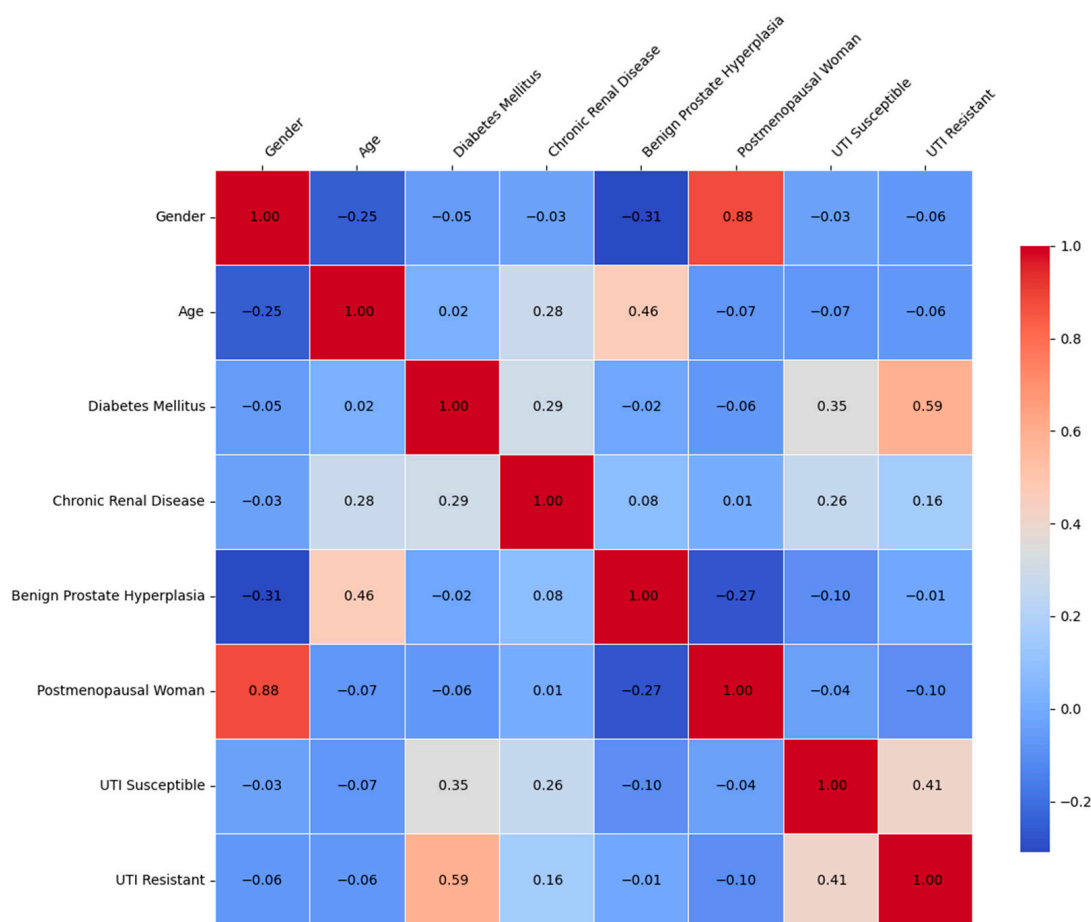 Gender
Age
Diabetes Mellitus
Chronic Renal Disease
Benign Prostate Hyperplasia
Postmenopausal Woman
UTI Susceptible
UTI Resistant
Gender 1.00 −0.25 −0.05 −0.03 −0.31 0.88 −0.03 −0.06
Age −0.25 1.00 0.02 0.28 0.46 −0.07 −0.07 −0.06
Diabetes Mellitus −0.05 0.02 1.00 0.29 −0.02 −0.06 0.35 0.59
Chronic Renal Disease −0.03 0.28 0.29 1.00 0.08 0.01 0.26 0.16
Benign Prostate Hyperplasia −0.31 0.46 −0.02 0.08 1.00 −0.27 −0.10 −0.01
Postmenopausal Woman 0.88 −0.07 −0.06 0.01 −0.27 1.00 −0.04 −0.10
UTI Susceptible −0.03 −0.07 0.35 0.26 −0.10 −0.04 1.00 0.41
UTI Resistant −0.06 −0.06 0.59 0.16 −0.01 −0.10 0.41 1.00
1.0
0.8
0.6
0.4
0.2
0.0
−0.2